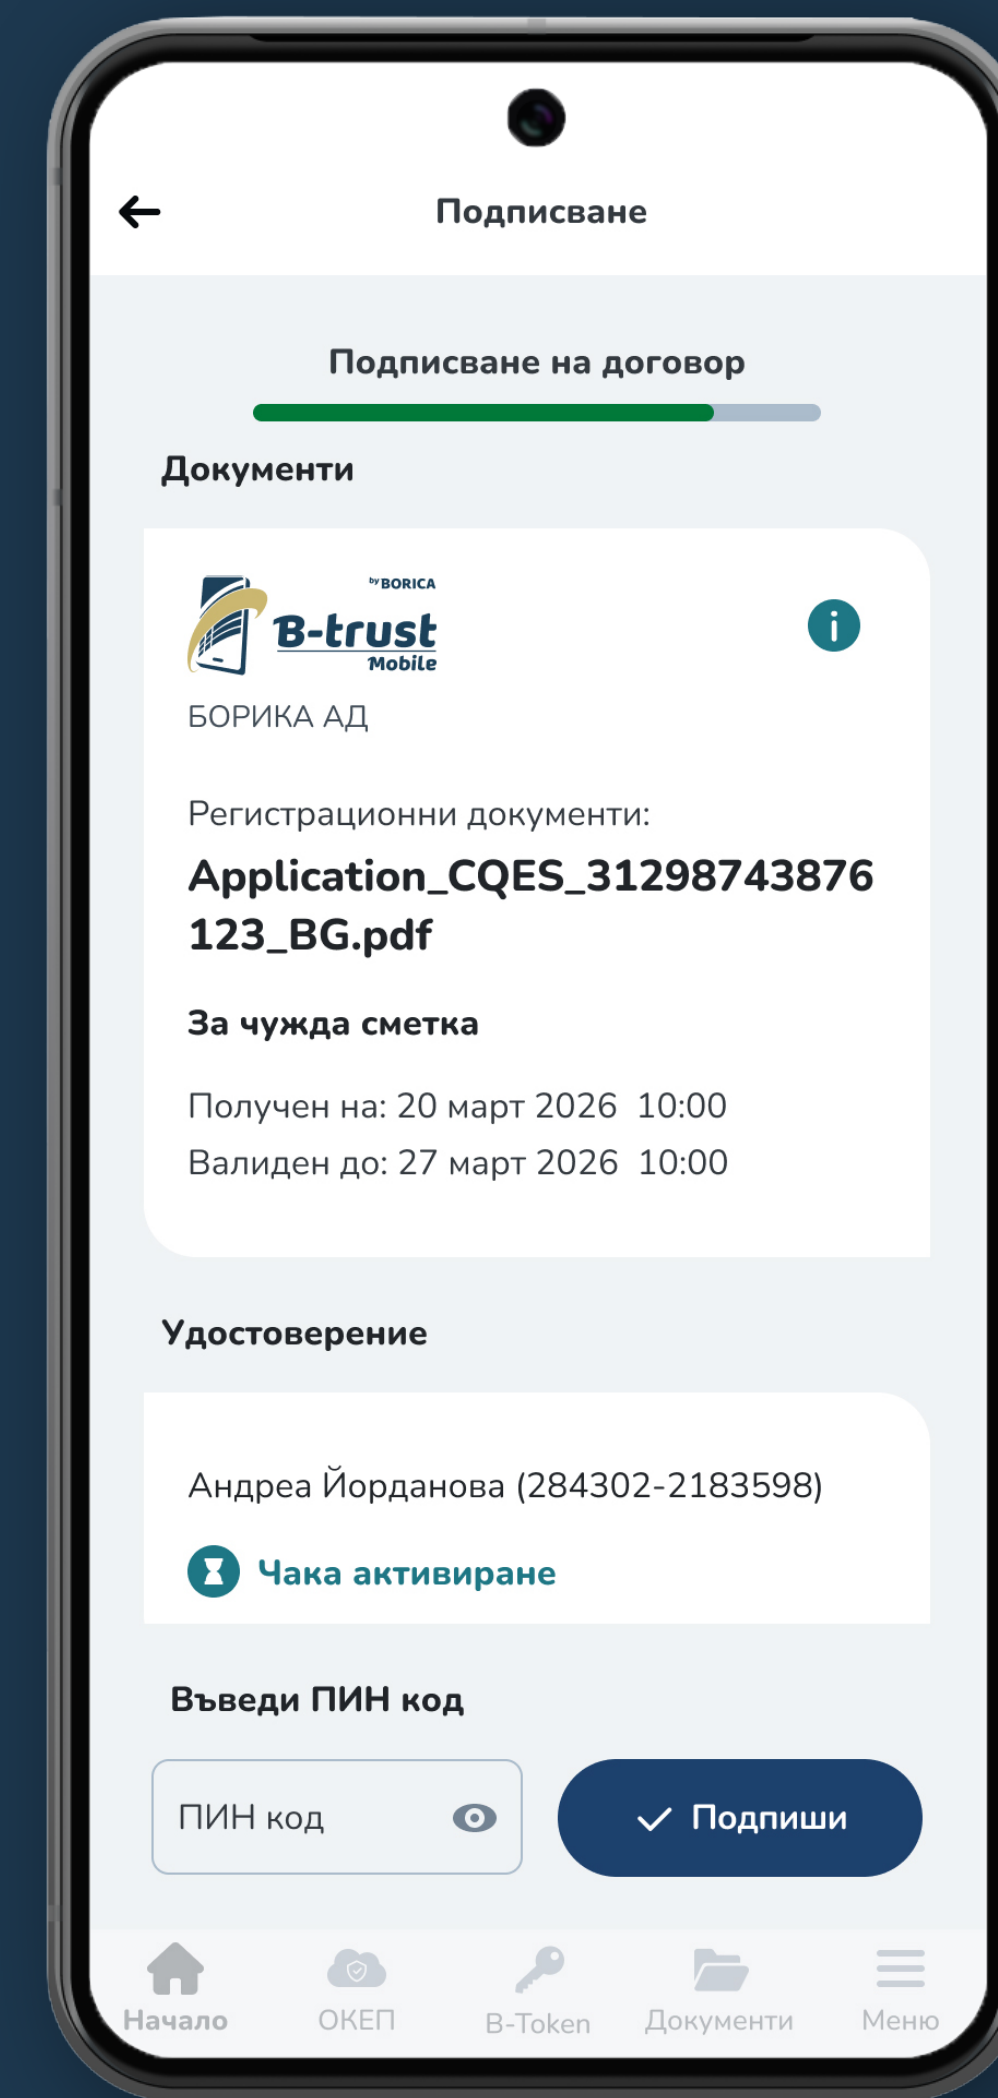 Подписване
Подписване на договор
Документи
by BORICA
B-trust
Mobile
БОРИКА АД
Регистрационни документи:
Application_CQES_31298743876
123_BG.pdf
За чужда сметка
Получен на: 20 март 2026 10:00
Валиден до: 27 март 2026 10:00
Удостоверение
Андреа Йорданова (284302-2183598)
Чака активиране
Въведи ПИН код
ПИН код
Подпиши
Начало ОКЕП B-Token Документи Меню